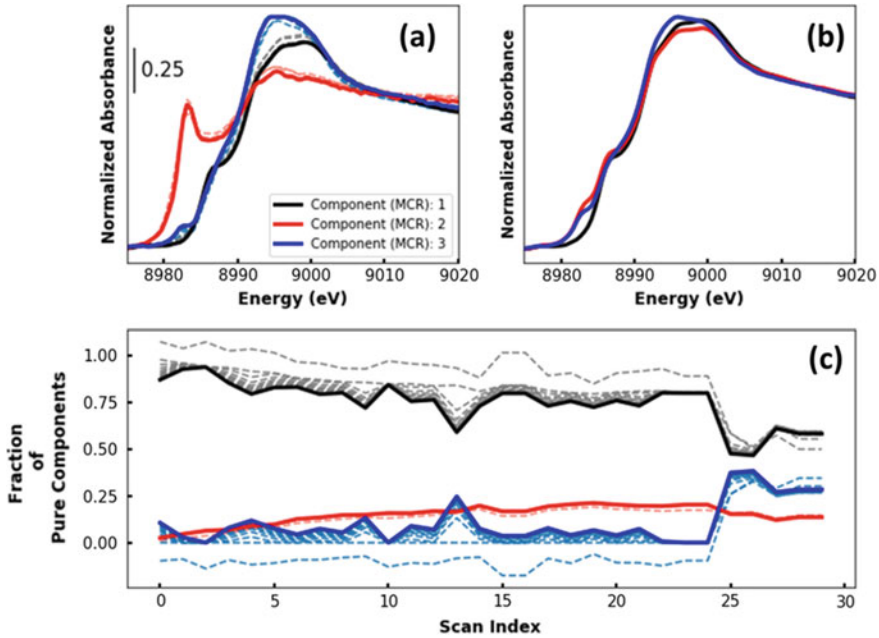 (a)
Normalized Absorbance
0.25
Component (MCR): 1
Component (MCR): 2
Component (MCR): 3
8980 8990 9000 9010 9020
Energy (eV)
(b)
Normalized Absorbance
8980 8990 9000 9010 9020
Energy (eV)
(c)
Fraction
of
Pure Components
1.00
0.75
0.50
0.25
0.00
0 5 10 15 20 25 30
Scan Index